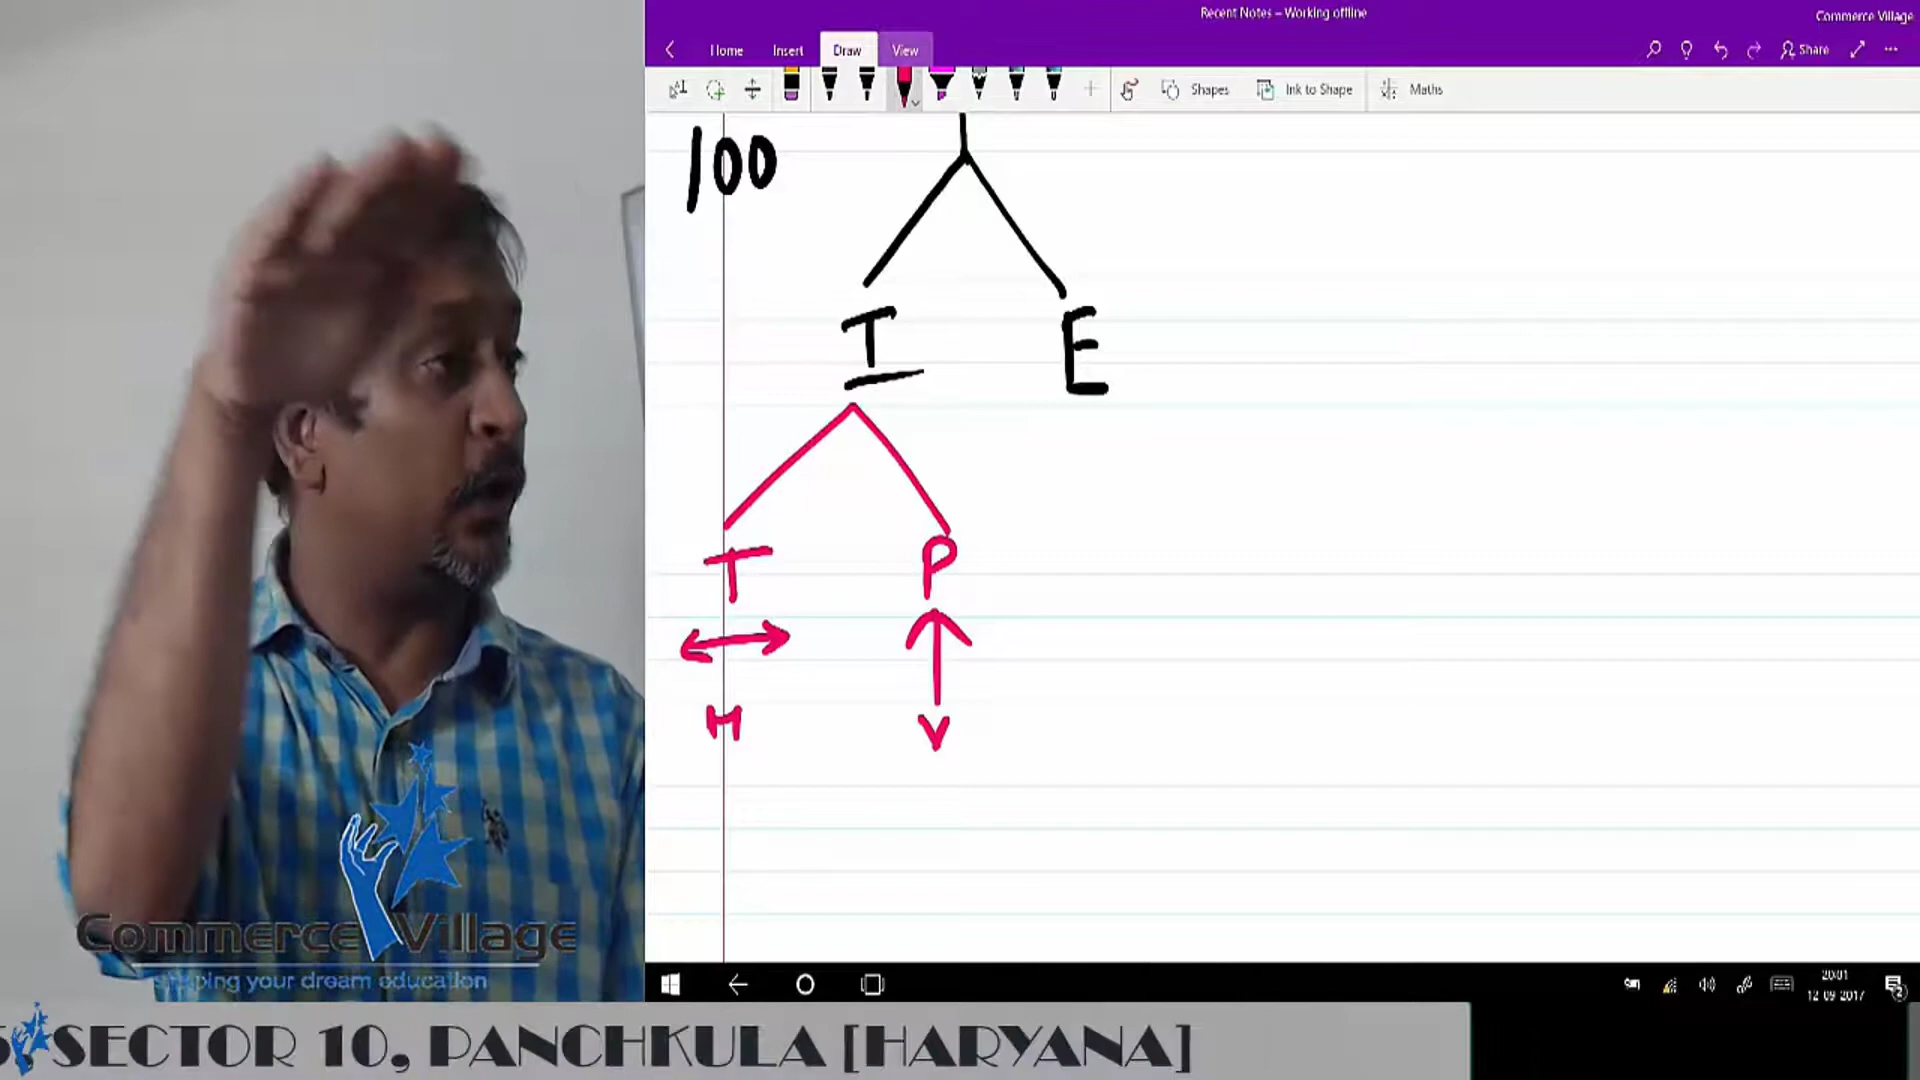 Recent Notes – Working offline
Commerce Village
Home Insert Draw View
Share
Shapes Ink to Shape Maths
100
I E
T P
H V
Commerce Village
shaping your dream education
20:01
12-09-2017
SECTOR 10, PANCHKULA [HARYANA]